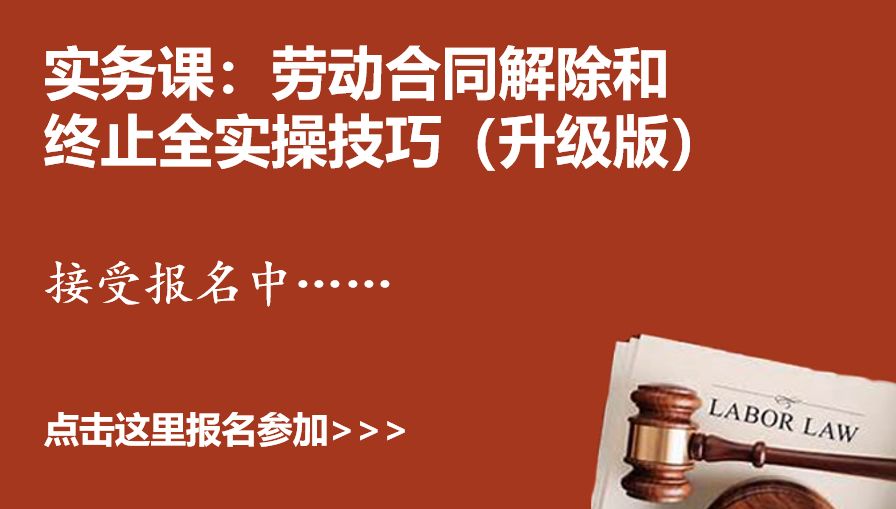 实务课：劳动合同解除和
终止全实操技巧（升级版）
接受报名中……
点击这里报名参加>>>
LABOR LAW